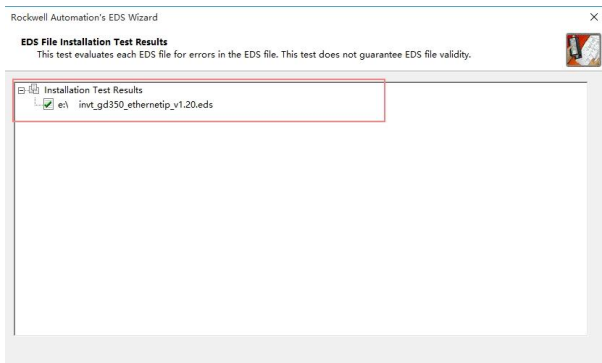 Rockwell Automation's EDS Wizard
EDS File Installation Test Results
This test evaluates each EDS file for errors in the EDS file. This test does not guarantee EDS file validity.
Installation Test Results
e:\ invt_gd350_ethernetip_v1.20.eds